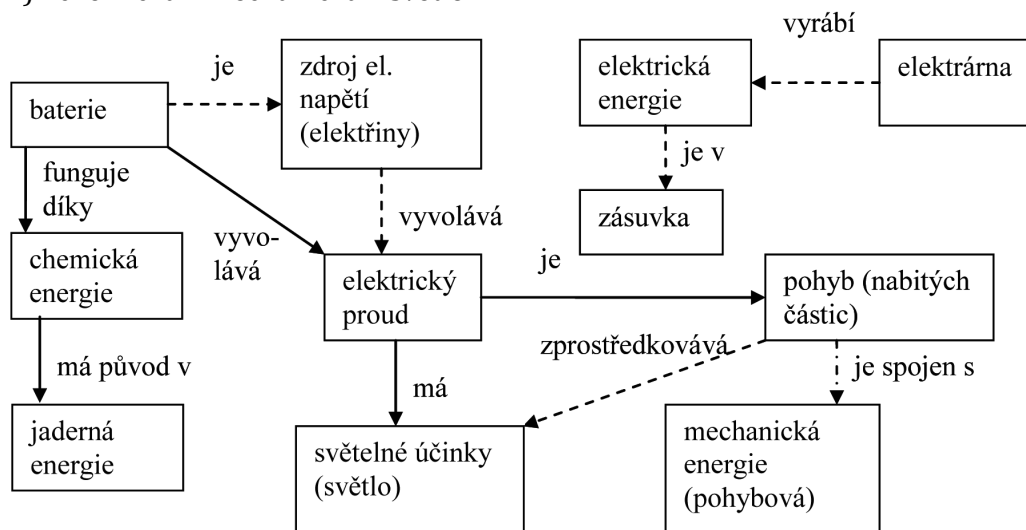 vyrábí
je
zdroj el.
napětí
(elektřiny)
elektrická
energie
elektrárna
baterie
je v
funguje
díky
vyvolává
zásuvka
vyvo-
lává
je
chemická
energie
elektrický
proud
pohyb (nabitých
částic)
zprostředkovává
má původ v
má
je spojen s
jaderná
energie
světelné účinky
(světlo)
mechanická
energie
(pohybová)